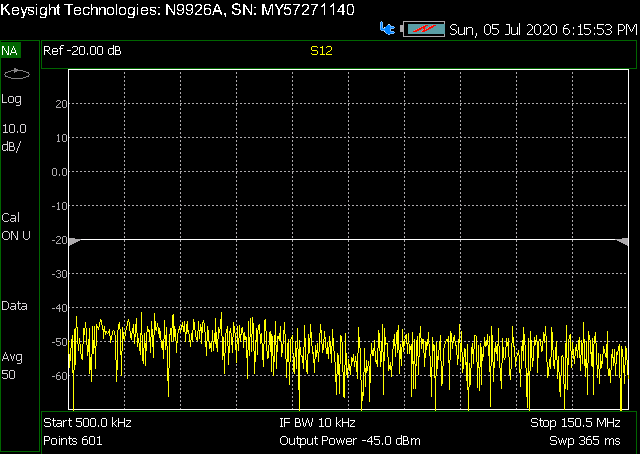 Keysight Technologies: N9926A, SN: MY57271140
Sun, 05 Jul 2020 6:15:53 PM
NA
Ref -20.00 dB
S12
Log
10.0
dB/
Cal
ON U
Data
Avg
50
20
10
0.0
-10
-20
-30
-40
-50
-60
Start 500.0 kHz
IF BW 10 kHz
Stop 150.5 MHz
Points 601
Output Power -45.0 dBm
Swp 365 ms